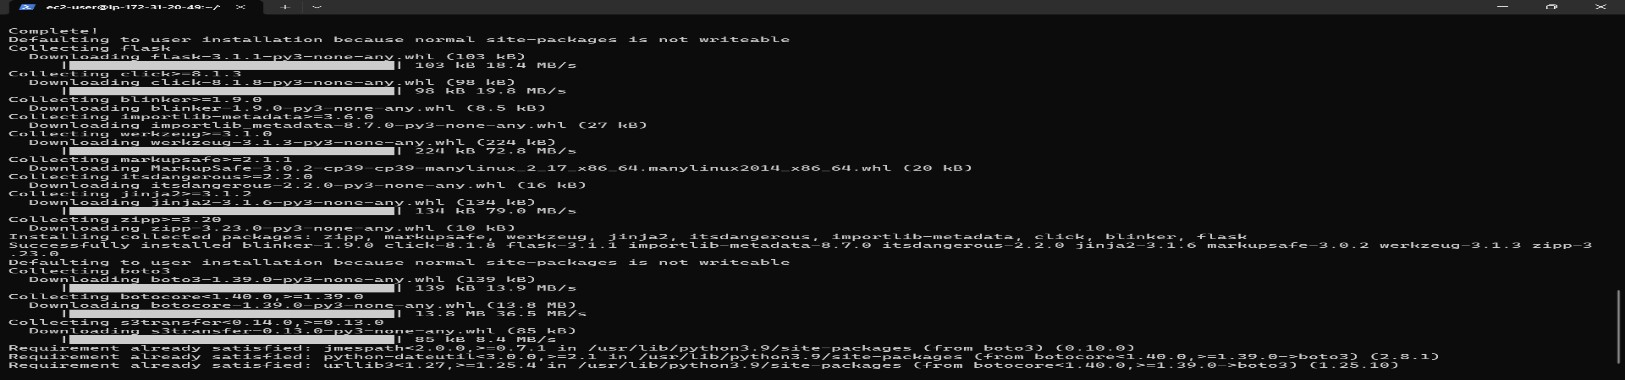 ec2-user@ip-172-31-20-49:~/
Complete!
Defaulting to user installation because normal site-packages is not writeable
Collecting flask
Downloading flask-3.1.1-py3-none-any.whl (103 kB)
| 103 kB 18.4 MB/s
Collecting click>=8.1.3
Downloading click-8.1.8-py3-none-any.whl (98 kB)
| 98 kB 19.8 MB/s
Collecting blinker>=1.9.0
Downloading blinker-1.9.0-py3-none-any.whl (8.5 kB)
Collecting importlib-metadata>=3.6.0
Downloading importlib_metadata-8.7.0-py3-none-any.whl (27 kB)
Collecting werkzeug>=3.1.0
Downloading werkzeug-3.1.3-py3-none-any.whl (224 kB)
| 224 kB 72.8 MB/s
Collecting markupsafe>=2.1.1
Downloading MarkupSafe-3.0.2-cp39-cp39-manylinux_2_17_x86_64.manylinux2014_x86_64.whl (20 kB)
Collecting itsdangerous>=2.2.0
Downloading itsdangerous-2.2.0-py3-none-any.whl (16 kB)
Collecting jinja2>=3.1.2
Downloading jinja2-3.1.6-py3-none-any.whl (134 kB)
| 134 kB 79.0 MB/s
Collecting zipp>=3.20
Downloading zipp-3.23.0-py3-none-any.whl (10 kB)
Installing collected packages: zipp, markupsafe, werkzeug, jinja2, itsdangerous, importlib-metadata, click, blinker, flask
Successfully installed blinker-1.9.0 click-8.1.8 flask-3.1.1 importlib-metadata-8.7.0 itsdangerous-2.2.0 jinja2-3.1.6 markupsafe-3.0.2 werkzeug-3.1.3 zipp-3
.23.0
Defaulting to user installation because normal site-packages is not writeable
Collecting boto3
Downloading boto3-1.39.0-py3-none-any.whl (139 kB)
| 139 kB 13.9 MB/s
Collecting botocore<1.40.0,>=1.39.0
Downloading botocore-1.39.0-py3-none-any.whl (13.8 MB)
| 13.8 MB 36.5 MB/s
Collecting s3transfer<0.14.0,>=0.13.0
Downloading s3transfer-0.13.0-py3-none-any.whl (85 kB)
| 85 kB 8.4 MB/s
Requirement already satisfied: jmespath<2.0.0,>=0.7.1 in /usr/lib/python3.9/site-packages (from boto3) (0.10.0)
Requirement already satisfied: python-dateutil<3.0.0,>=2.1 in /usr/lib/python3.9/site-packages (from botocore<1.40.0,>=1.39.0->boto3) (2.8.1)
Requirement already satisfied: urllib3<1.27,>=1.25.4 in /usr/lib/python3.9/site-packages (from botocore<1.40.0,>=1.39.0->boto3) (1.25.10)